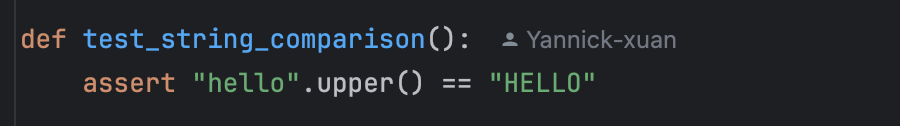 def test_string_comparison(): Yannick-xuan
    assert "hello".upper() == "HELLO"